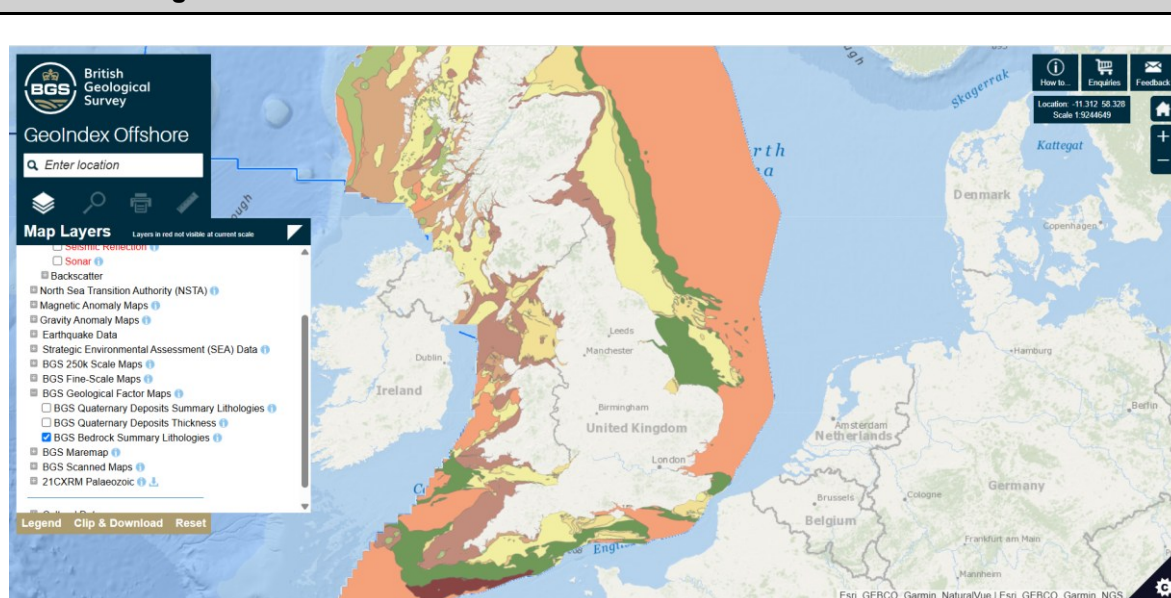 BGS
British
Geological
Survey
GeoIndex Offshore
Enter location
Map Layers
Layers in red not visible at current scale
Seismic Reflection
Sonar
Backscatter
North Sea Transition Authority (NSTA)
Magnetic Anomaly Maps
Gravity Anomaly Maps
Earthquake Data
Strategic Environmental Assessment (SEA) Data
BGS 250k Scale Maps
BGS Fine-Scale Maps
BGS Geological Factor Maps
BGS Quaternary Deposits Summary Lithologies
BGS Quaternary Deposits Thickness
BGS Bedrock Summary Lithologies
BGS Maremap
BGS Scanned Maps
21CXRM Palaeozoic
Legend Clip & Download Reset
How to... Enquiries Feedback
Location: -11.312 58.328
Scale 1:9244649
Skagerrak
Kattegat
rth
a
Denmark
Copenhagen
Leeds
Manchester
Dublin
Ireland
Hamburg
Birmingham
United Kingdom
Berlin
Amsterdam
Netherlands
London
Brussels
Cologne
Germany
Belgium
Engli
Frankfurt am Main
Mannheim
Esri, GEBCO, Garmin, NaturalVue | Esri, GEBCO, Garmin, NGS